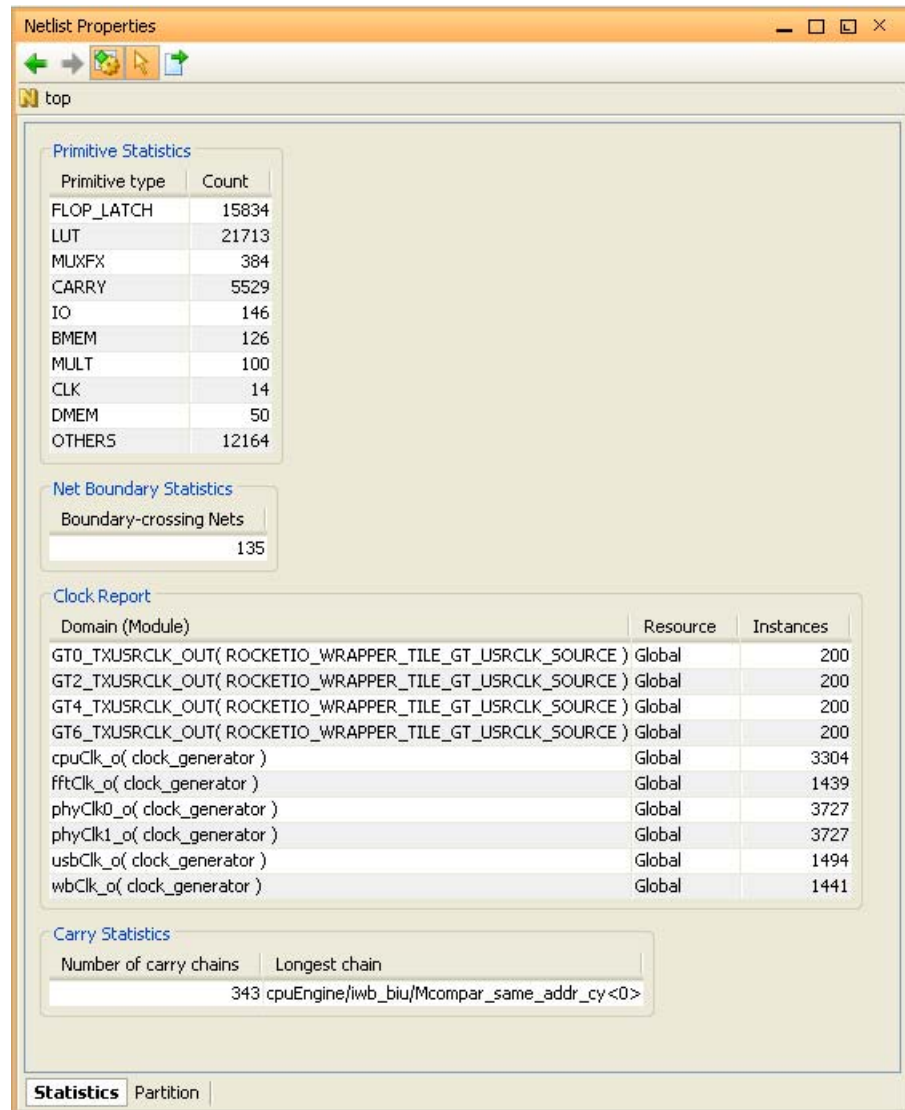 Netlist Properties
top
Primitive Statistics
Primitive type Count
FLOP_LATCH 15834
LUT 21713
MUXFX 384
CARRY 5529
IO 146
BMEM 126
MULT 100
CLK 14
DMEM 50
OTHERS 12164
Net Boundary Statistics
Boundary-crossing Nets
135
Clock Report
Domain (Module) Resource Instances
GT0_TXUSRCLK_OUT( ROCKETIO_WRAPPER_TILE_GT_USRCLK_SOURCE ) Global 200
GT2_TXUSRCLK_OUT( ROCKETIO_WRAPPER_TILE_GT_USRCLK_SOURCE ) Global 200
GT4_TXUSRCLK_OUT( ROCKETIO_WRAPPER_TILE_GT_USRCLK_SOURCE ) Global 200
GT6_TXUSRCLK_OUT( ROCKETIO_WRAPPER_TILE_GT_USRCLK_SOURCE ) Global 200
cpuClk_o( clock_generator ) Global 3304
fftClk_o( clock_generator ) Global 1439
phyClk0_o( clock_generator ) Global 3727
phyClk1_o( clock_generator ) Global 3727
usbClk_o( clock_generator ) Global 1494
wbClk_o( clock_generator ) Global 1441
Carry Statistics
Number of carry chains Longest chain
343 cpuEngine/iwb_biu/Mcompar_same_addr_cy<0>
Statistics Partition